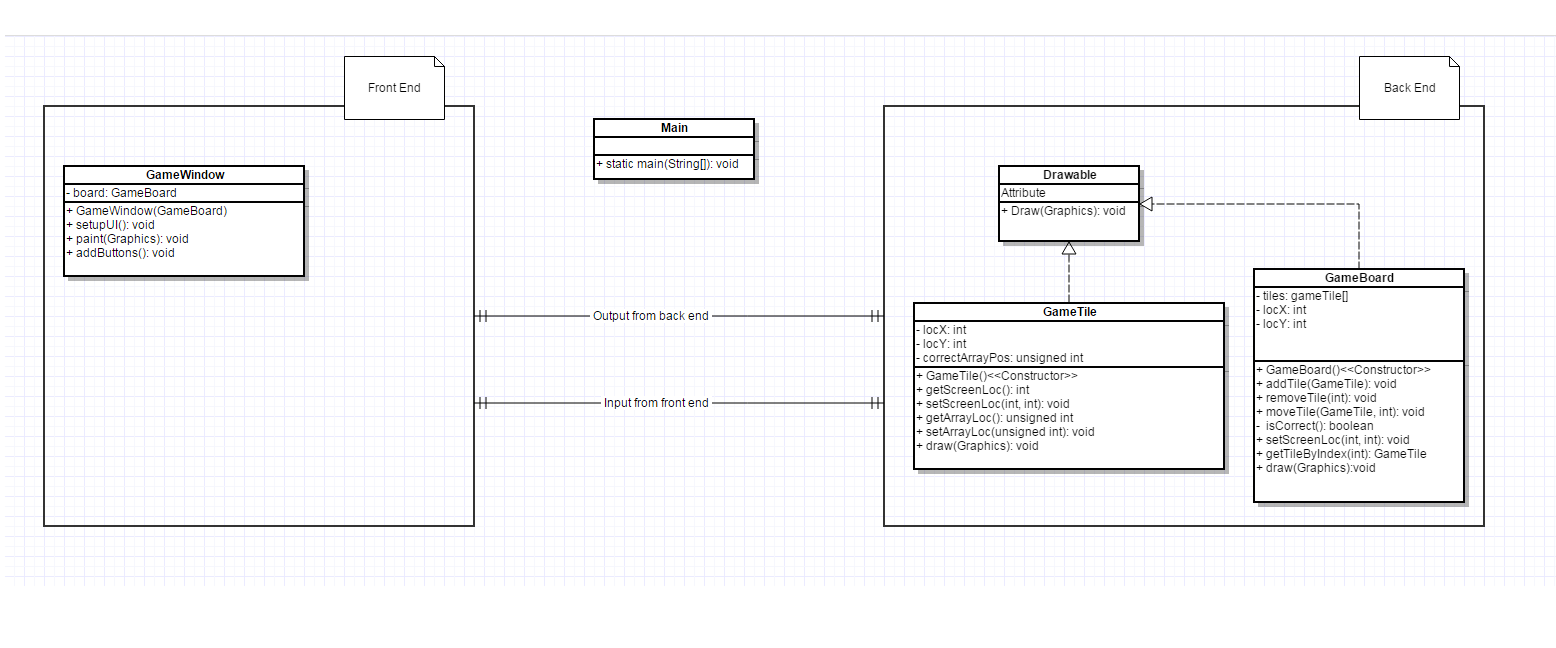 Front End
GameWindow
- board: GameBoard
+ GameWindow(GameBoard)
+ setupUI(): void
+ paint(Graphics): void
+ addButtons(): void
Main
+ static main(String[]): void
Output from back end
Input from front end
Back End
Drawable
Attribute
+ Draw(Graphics): void
GameTile
- locX: int
- locY: int
- correctArrayPos: unsigned int
+ GameTile()<<Constructor>>
+ getScreenLoc(): int
+ setScreenLoc(int, int): void
+ getArrayLoc(): unsigned int
+ setArrayLoc(unsigned int): void
+ draw(Graphics): void
GameBoard
- tiles: gameTile[]
- locX: int
- locY: int
+ GameBoard()<<Constructor>>
+ addTile(GameTile): void
+ removeTile(int): void
+ moveTile(GameTile, int): void
- isCorrect(): boolean
+ setScreenLoc(int, int): void
+ getTileByIndex(int): GameTile
+ draw(Graphics):void